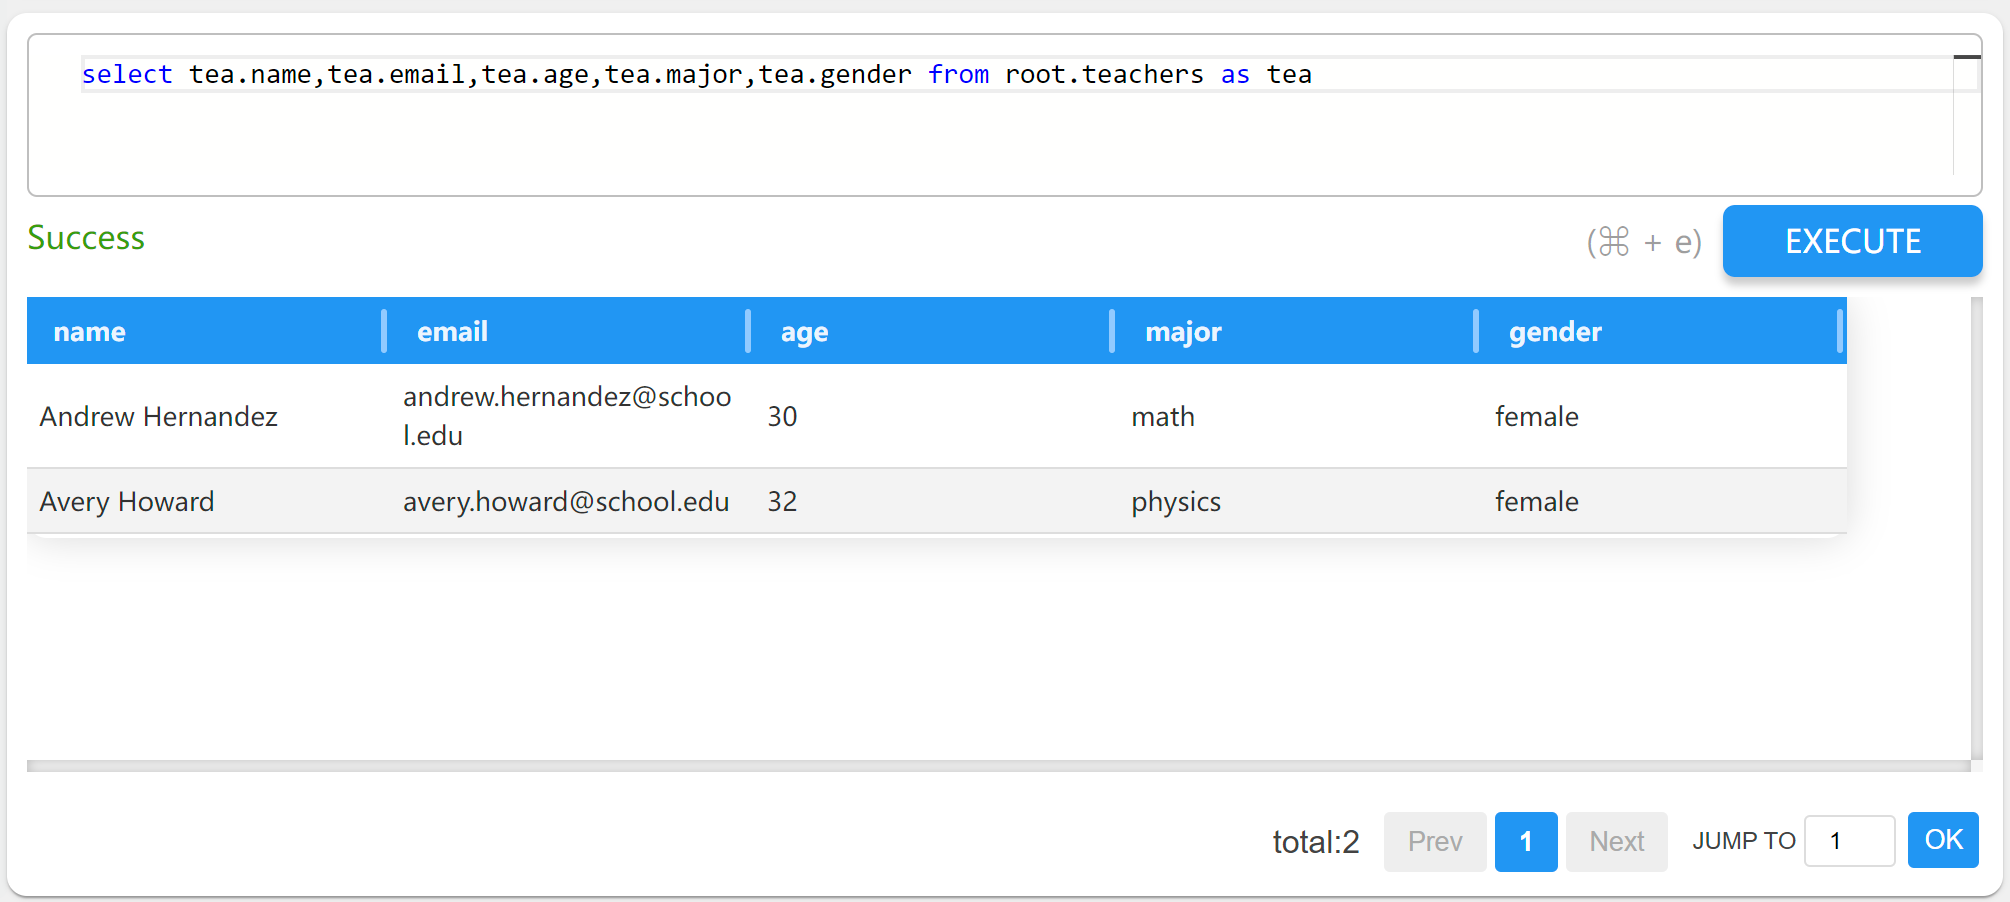 select tea.name,tea.email,tea.age,tea.major,tea.gender from root.teachers as tea
Success
(⌘ + e) EXECUTE
name email age major gender
Andrew Hernandez andrew.hernandez@schoo
l.edu 30 math female
Avery Howard avery.howard@school.edu 32 physics female
total:2 Prev 1 Next JUMP TO 1 OK